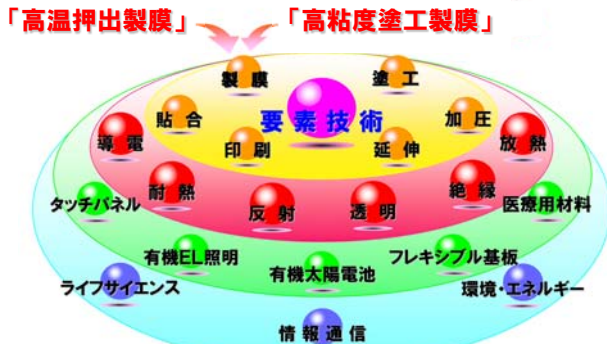 「高温押出製膜」 「高粘度塗工製膜」
製膜 塗工
貼合 要素技術 加圧
導電 印刷 延伸 放熱
耐熱 反射 透明 絶縁
タッチパネル 医療用材料
有機EL照明 有機太陽電池 フレキシブル基板
ライフサイエンス 環境・エネルギー
情報通信